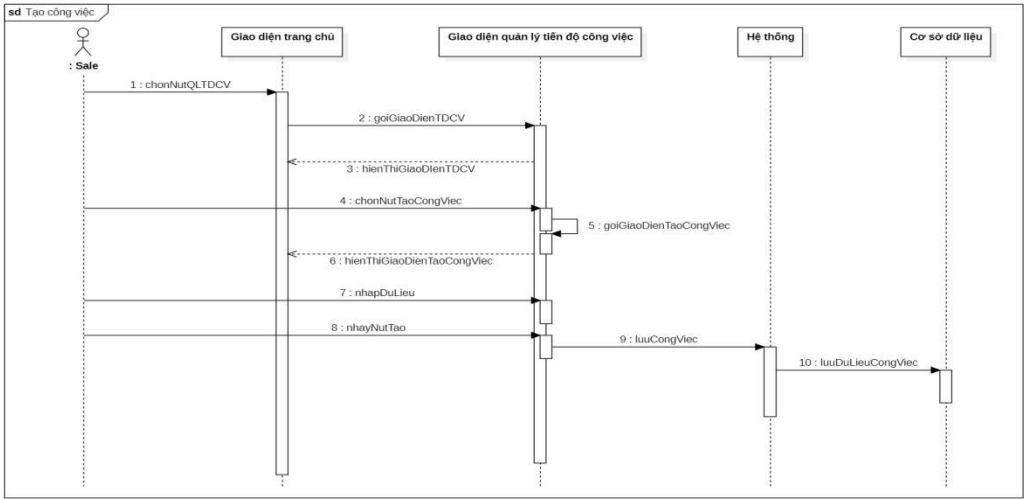 sd Tạo công việc
: Sale
Giao diện trang chủ
Giao diện quản lý tiến độ công việc
Hệ thống
Cơ sở dữ liệu
1 : chonNutQLTDCV
2 : goiGiaoDienTDCV
3 : hienThiGiaoDIenTDCV
4 : chonNutTaoCongViec
5 : goiGiaoDienTaoCongViec
6 : hienThiGiaoDienTaoCongViec
7 : nhapDuLieu
8 : nhayNutTao
9 : luuCongViec
10 : luuDuLieuCongViec